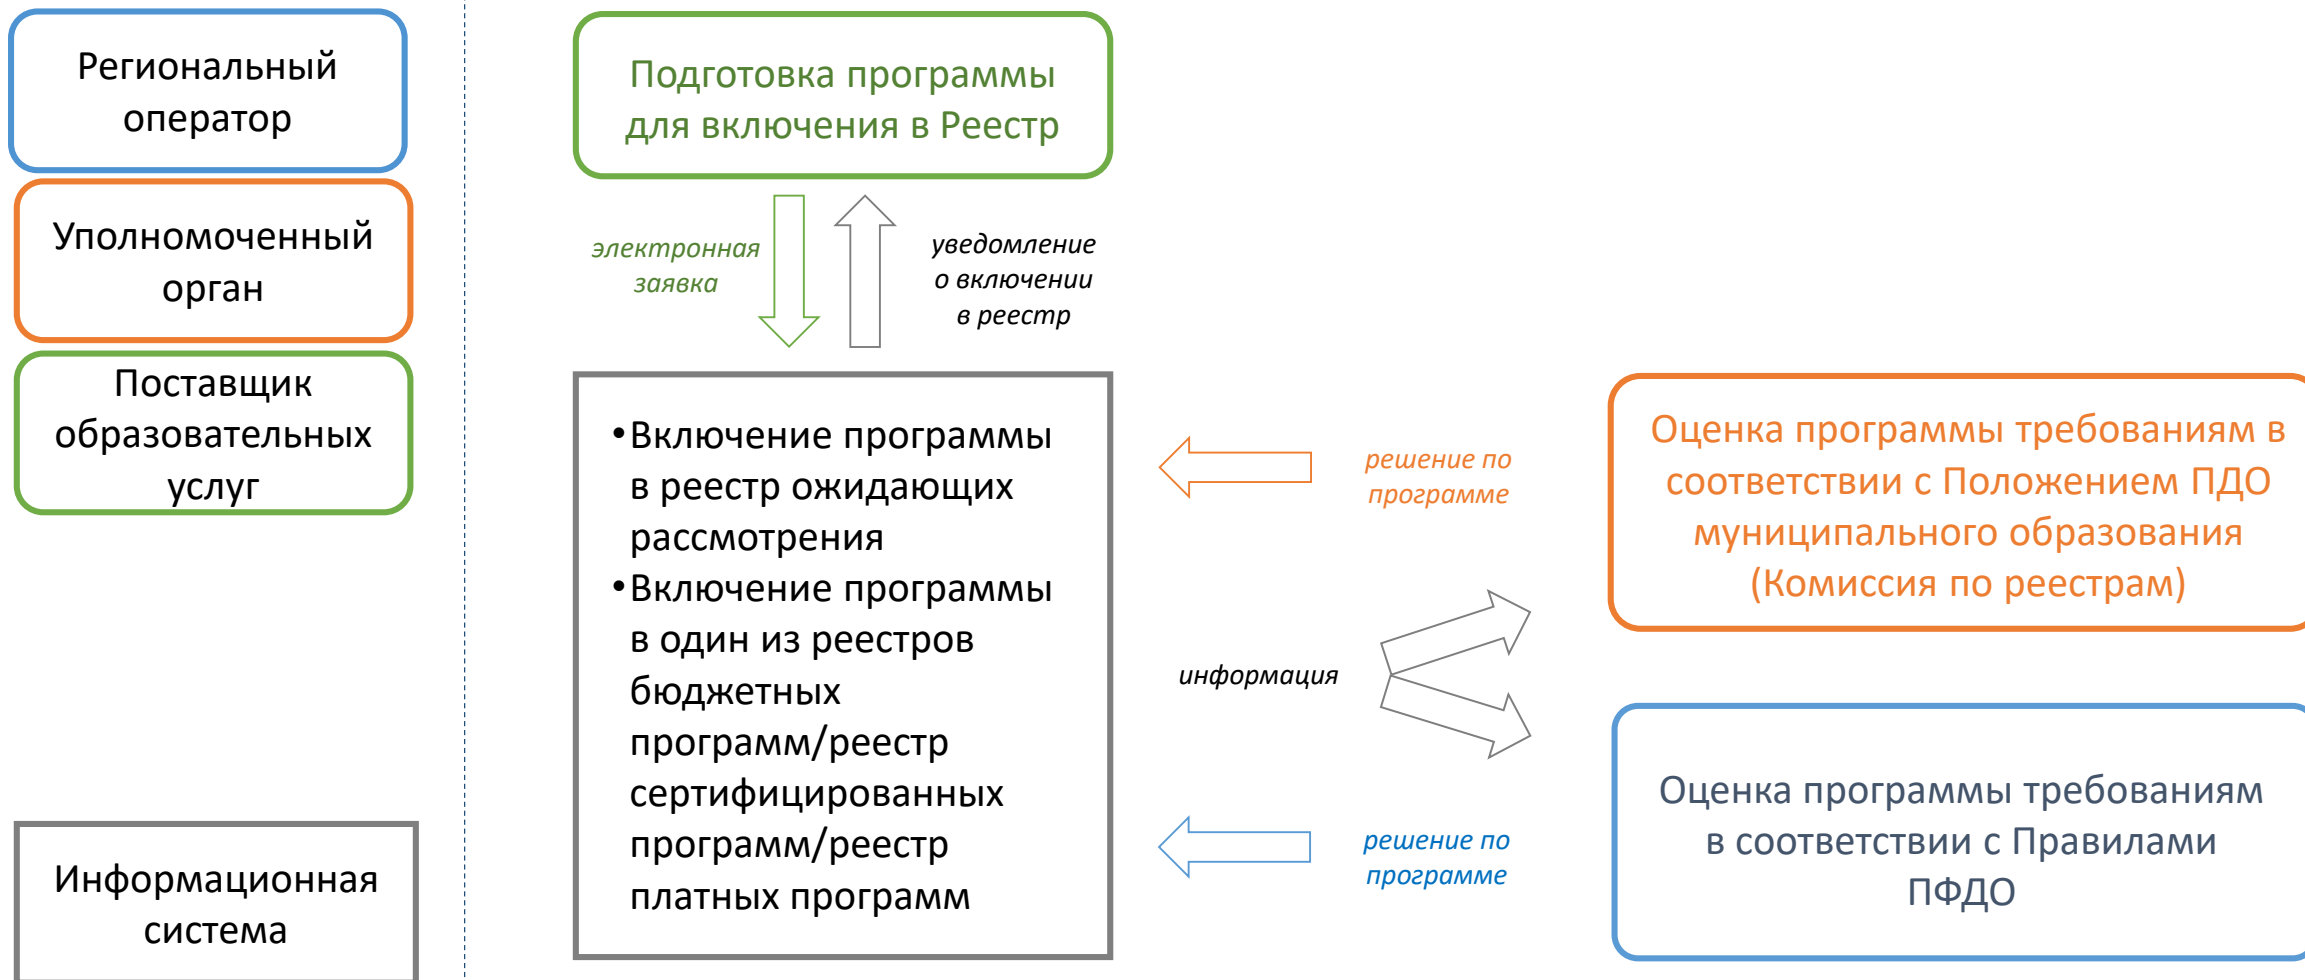 Региональный
оператор
Уполномоченный
орган
Поставщик
образовательных
услуг
Информационная
система
Подготовка программы
для включения в Реестр
электронная
заявка
уведомление
о включении
в реестр
•Включение программы
в реестр ожидающих
рассмотрения
•Включение программы
в один из реестров
бюджетных
программ/реестр
сертифицированных
программ/реестр
платных программ
решение по
программе
информация
решение по
программе
Оценка программы требованиям в
соответствии с Положением ПДО
муниципального образования
(Комиссия по реестрам)
Оценка программы требованиям
в соответствии с Правилами
ПФДО